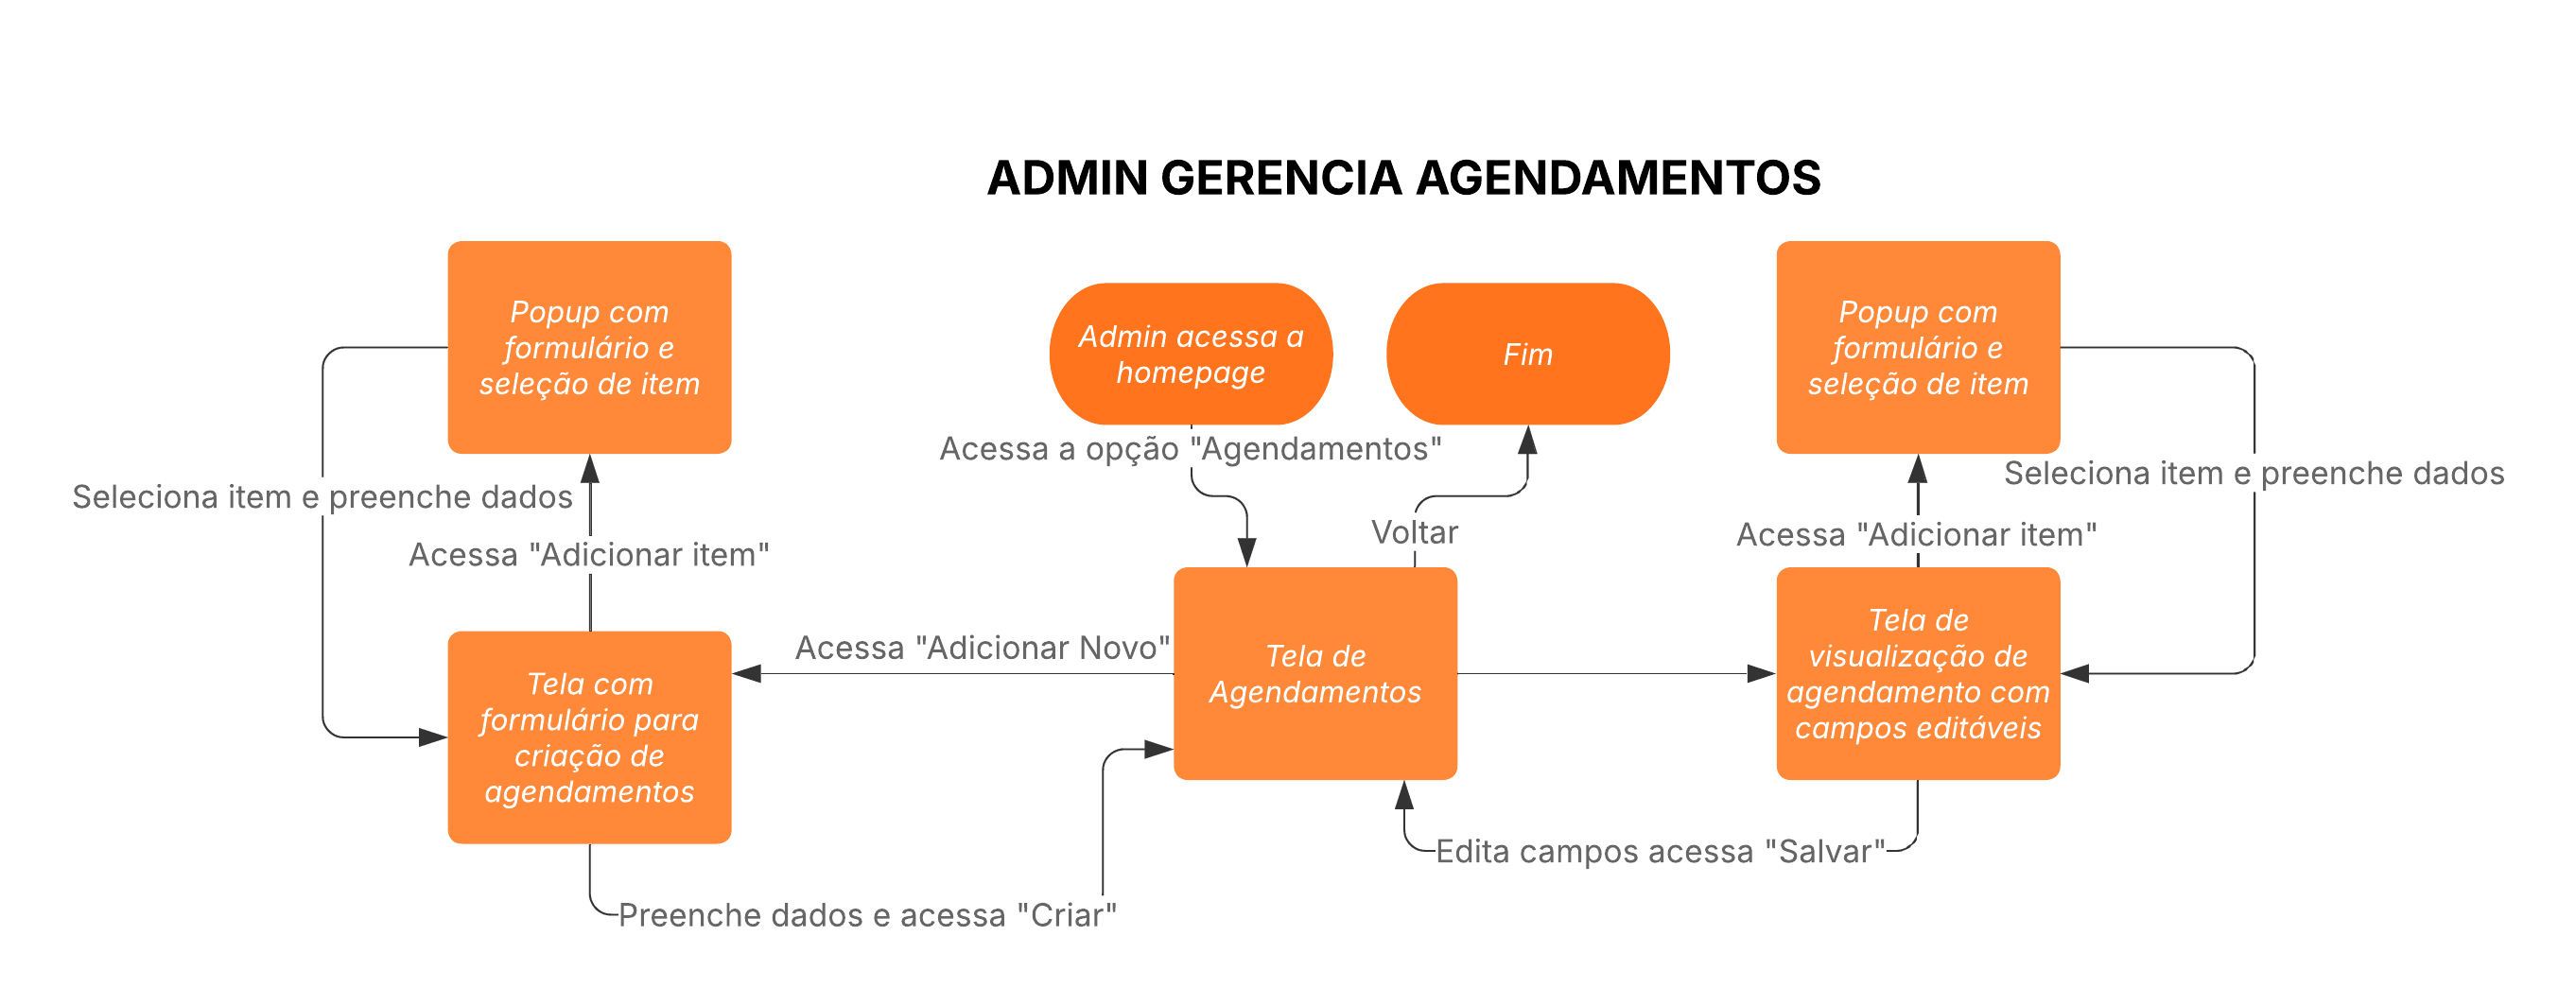 ADMIN GERENCIA AGENDAMENTOS
Popup com
formulário e
seleção de item
Admin acessa a
homepage
Fim
Popup com
formulário e
seleção de item
Acessa a opção "Agendamentos"
Seleciona item e preenche dados
Seleciona item e preenche dados
Voltar
Acessa "Adicionar item"
Acessa "Adicionar item"
Acessa "Adicionar Novo"
Tela com
formulário para
criação de
agendamentos
Tela de
Agendamentos
Tela de
visualização de
agendamento com
campos editáveis
Edita campos acessa "Salvar"
Preenche dados e acessa "Criar"